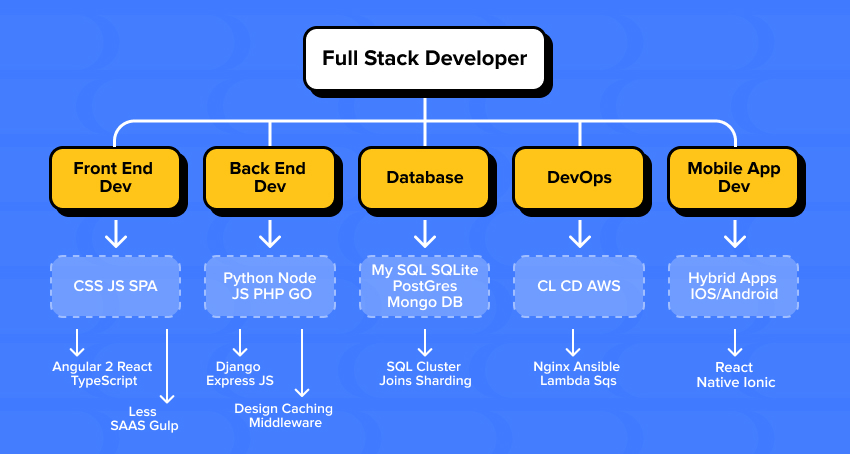 Full Stack Developer
Front End
Dev
Back End
Dev
Database
DevOps
Mobile App
Dev
CSS JS SPA
Python Node
JS PHP GO
My SQL SQLite
PostGres
Mongo DB
CL CD AWS
Hybrid Apps
IOS/Android
Angular 2 React
TypeScript
Less
SAAS Gulp
Django
Express JS
Design Caching
Middleware
SQL Cluster
Joins Sharding
Nginx Ansible
Lambda Sqs
React
Native Ionic